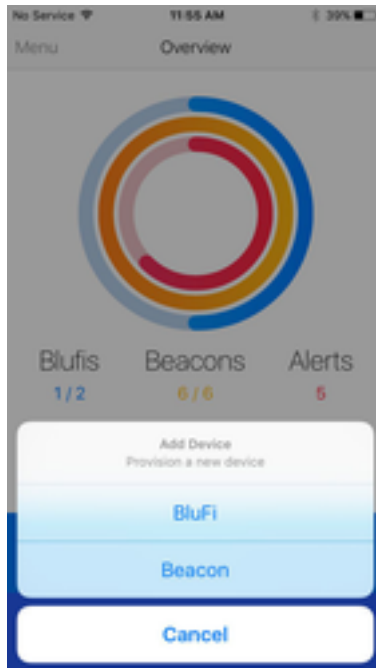 No Service 11:55 AM 39%
Menu Overview
Blufis Beacons Alerts
1 / 2 6 / 6 5
Add Device
Provision a new device
BluFi
Beacon
Cancel